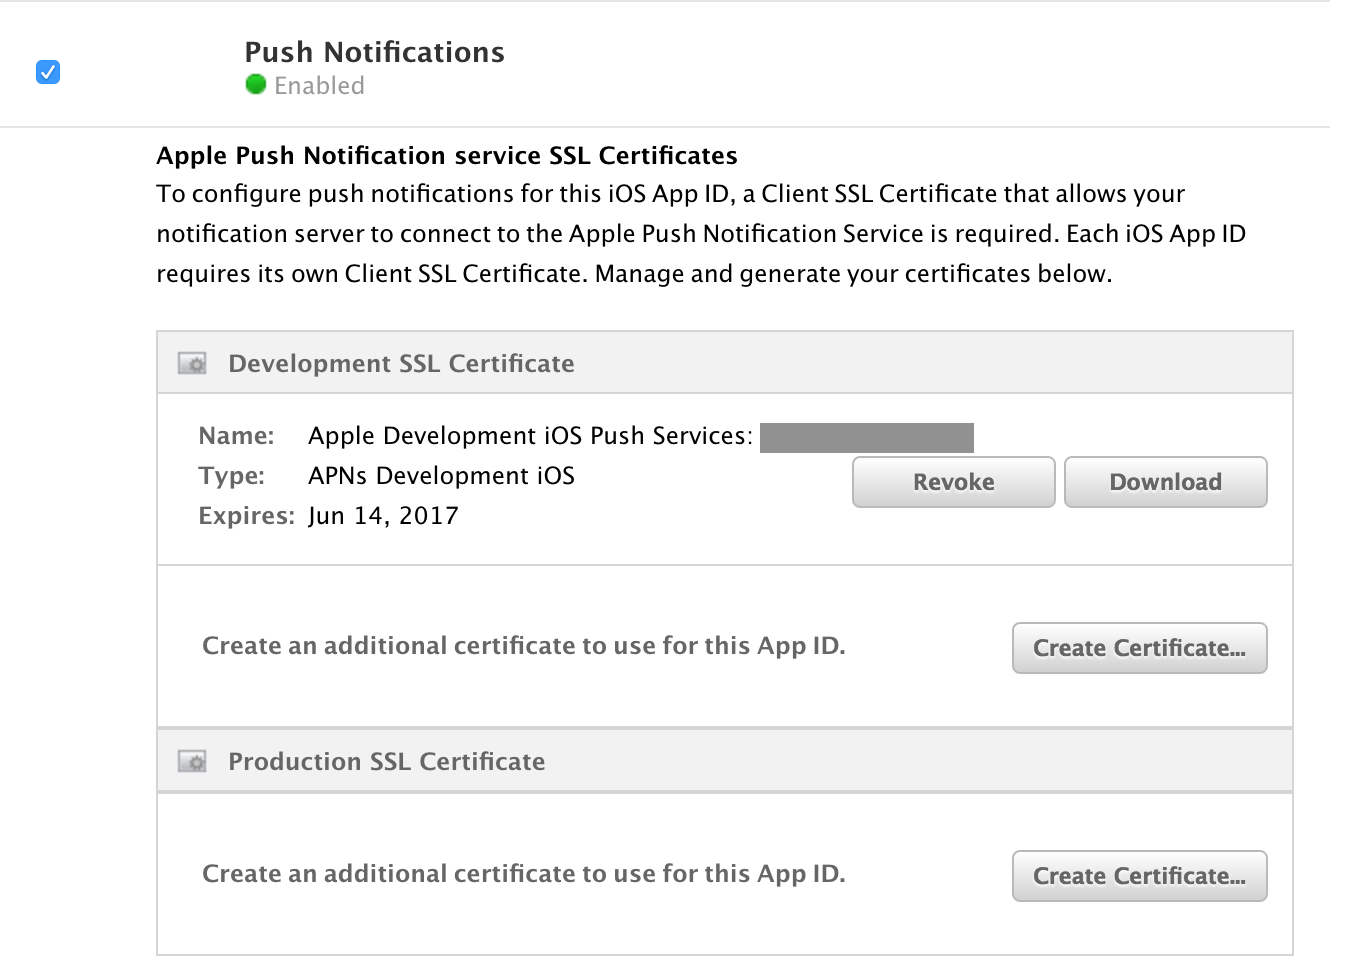 Push Notifications
Enabled
Apple Push Notification service SSL Certificates
To configure push notifications for this iOS App ID, a Client SSL Certificate that allows your
notification server to connect to the Apple Push Notification Service is required. Each iOS App ID
requires its own Client SSL Certificate. Manage and generate your certificates below.
Development SSL Certificate
Name: Apple Development iOS Push Services:
Type: APNs Development iOS
Revoke Download
Expires: Jun 14, 2017
Create an additional certificate to use for this App ID. Create Certificate...
Production SSL Certificate
Create an additional certificate to use for this App ID. Create Certificate...